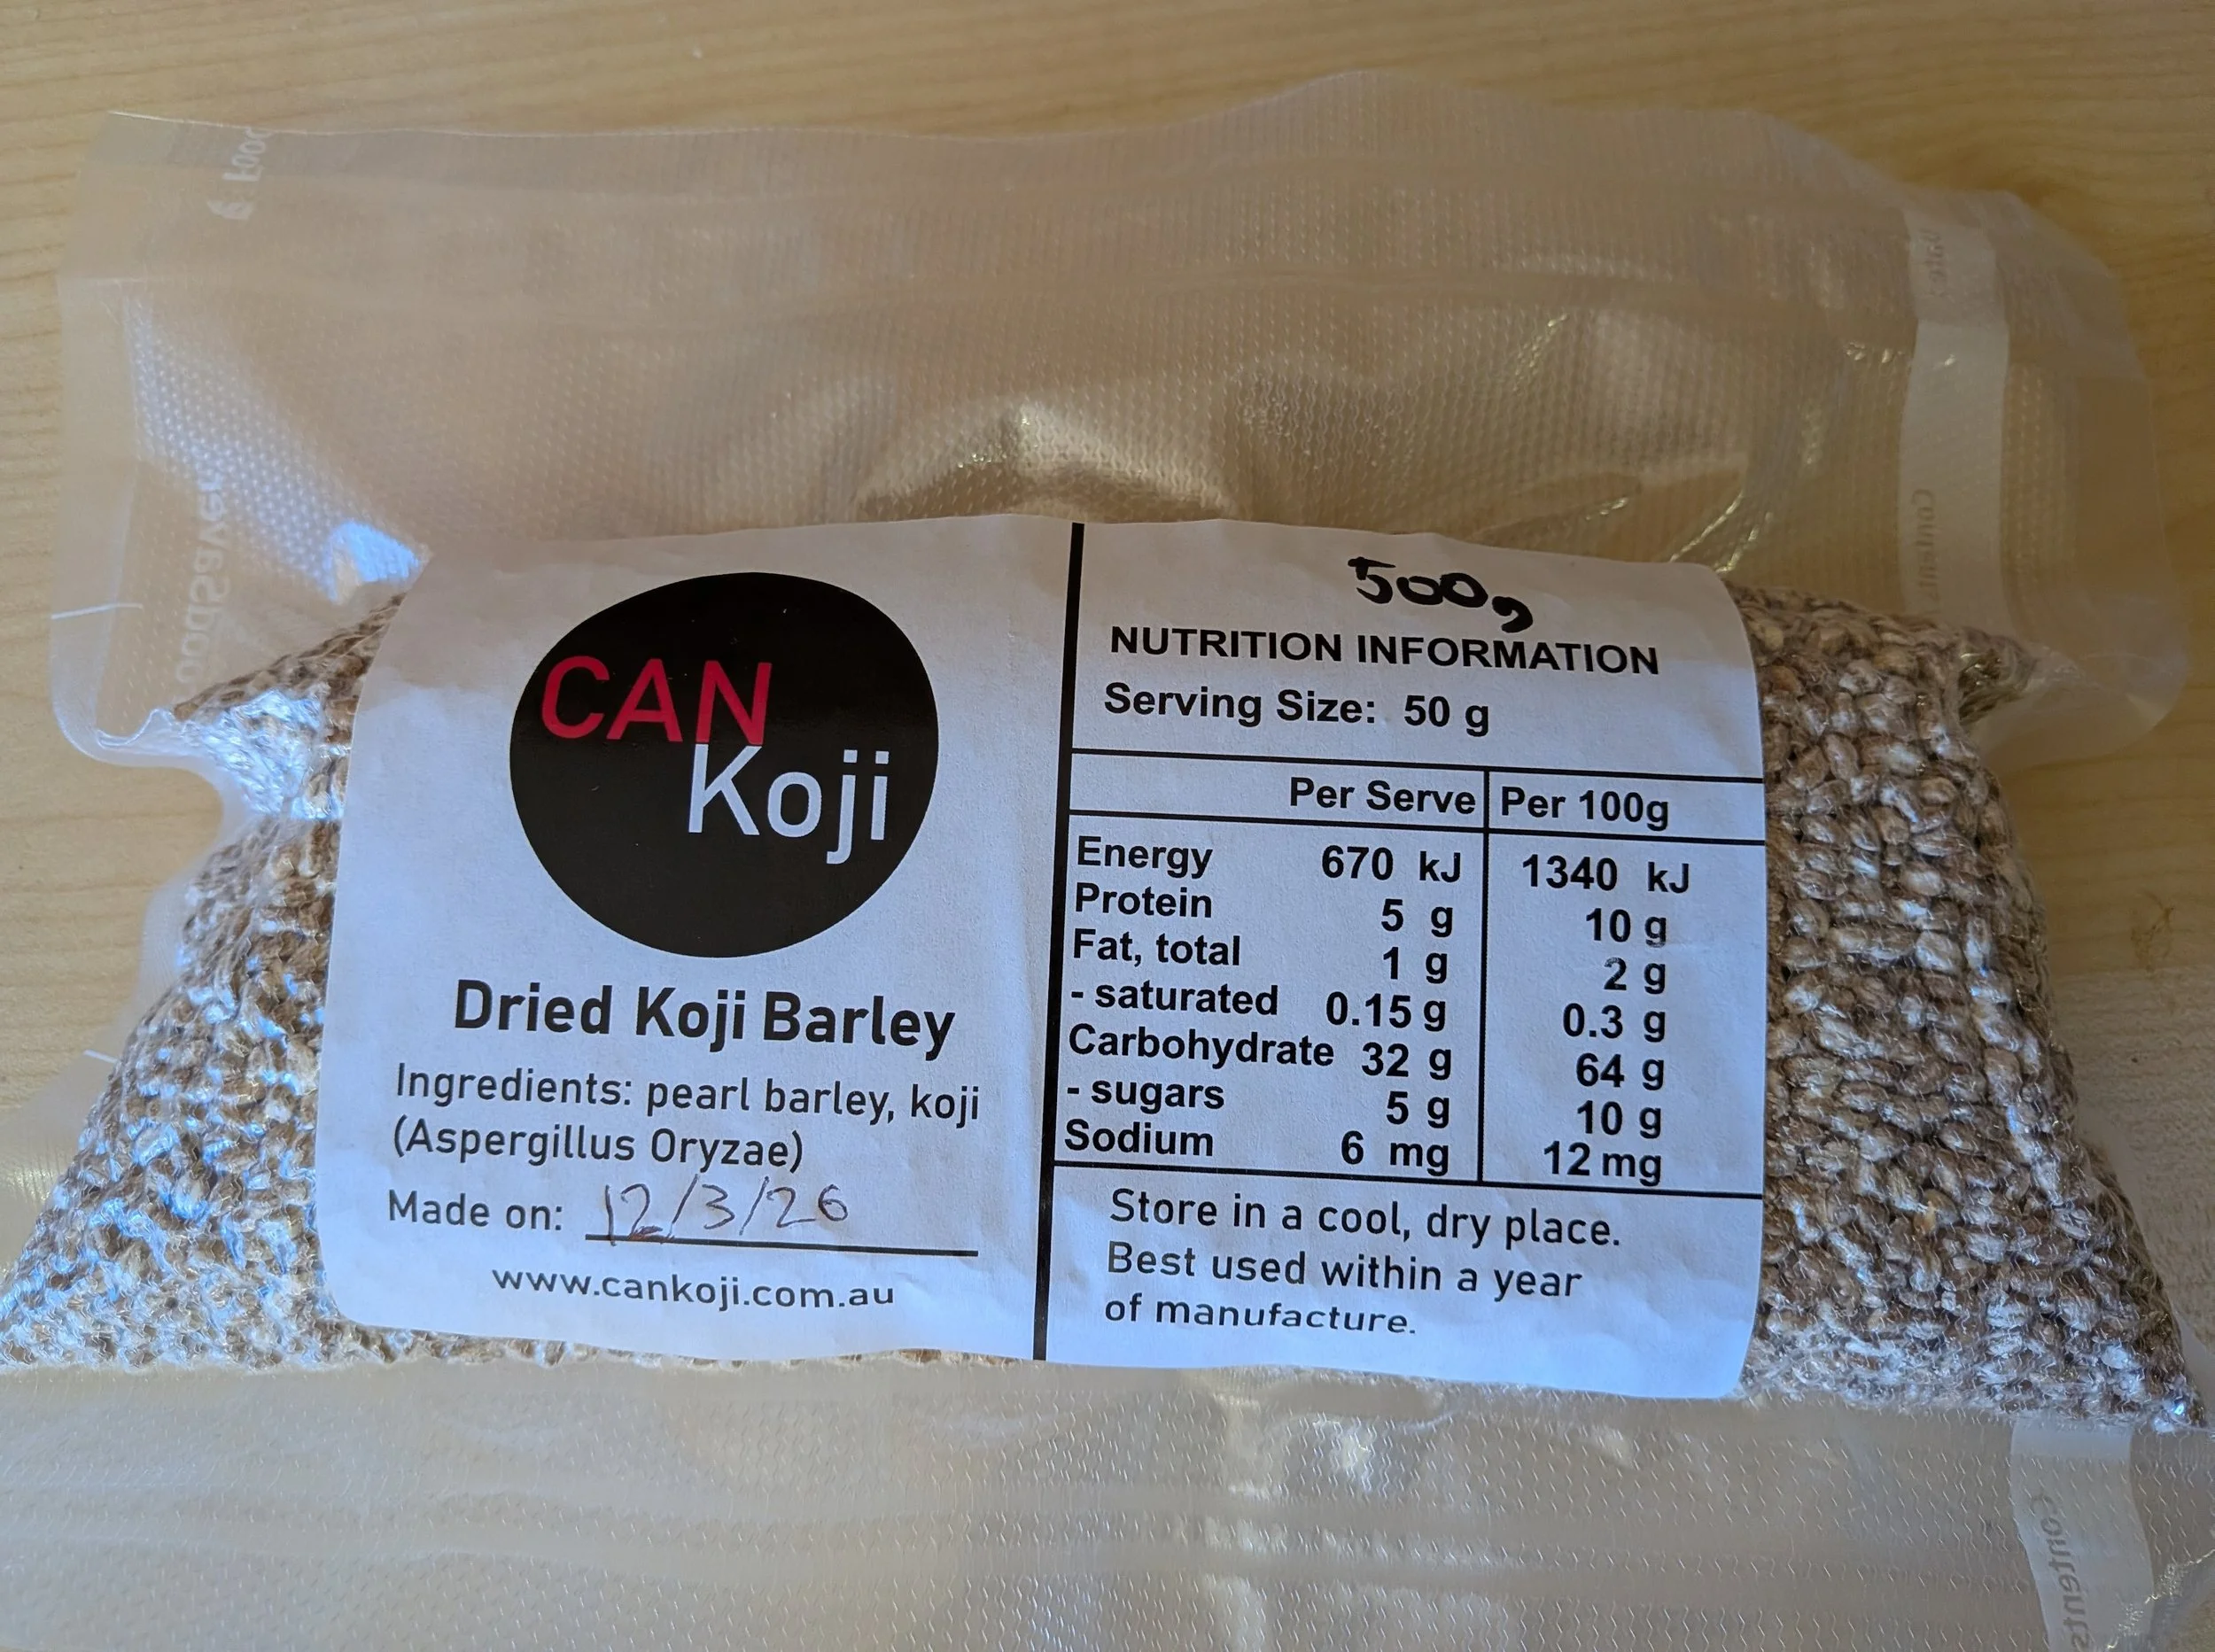 CAN
Koji
Dried Koji Barley
Ingredients: pearl barley, koji
(Aspergillus Oryzae)
Made on: 12/3/26
www.cankoji.com.au
500g
NUTRITION INFORMATION
Serving Size: 50 g
Per Serve Per 100g
Energy 670 kJ 1340 kJ
Protein 5 g 10 g
Fat, total 1 g 2 g
- saturated 0.15 g 0.3 g
Carbohydrate 32 g 64 g
- sugars 5 g 10 g
Sodium 6 mg 12 mg
Store in a cool, dry place.
Best used within a year
of manufacture.
FoodSaver
Contents
Contents